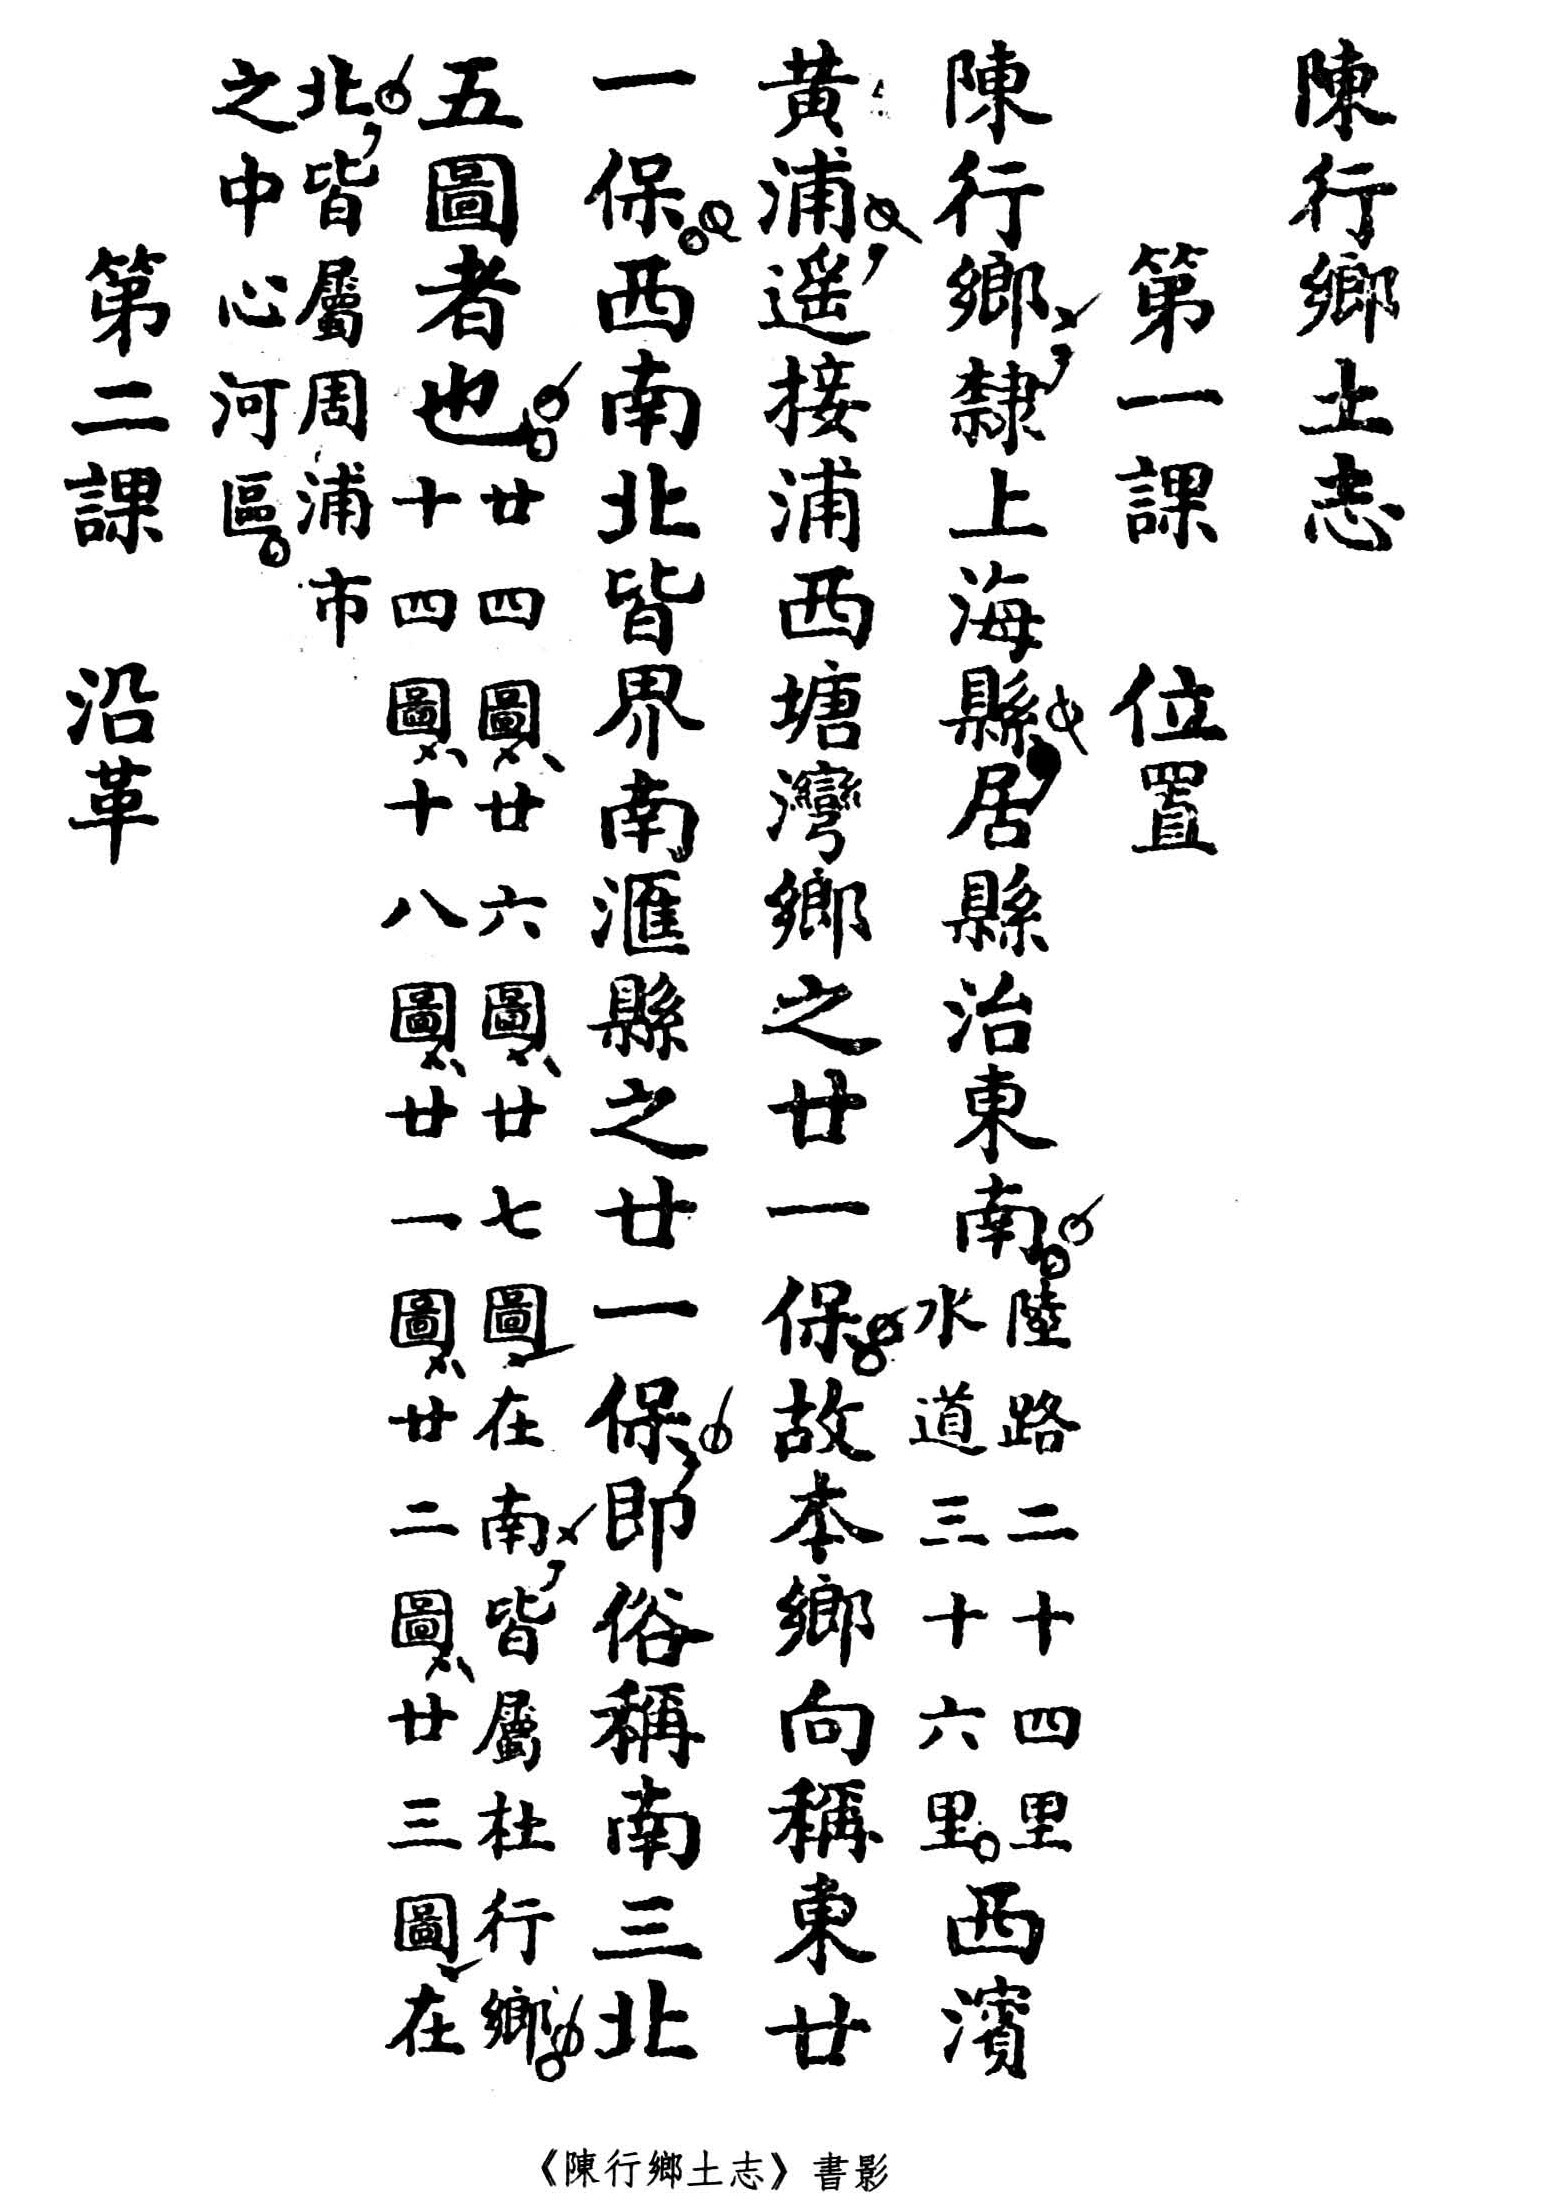 陳行鄉土志
第一課 位置
陳行鄉,隸上海縣,居縣治東南。陸路二十四里水道三十六里。西濱
黃浦,遥接浦西塘灣鄉之廿一保。故本鄉向稱東廿
一保。西南北皆界南滙縣之廿一保,即俗稱南三北
五圖者也。廿四圖、廿六圖、廿七圖在南,皆屬杜行鄉。
十四圖、十八圖、廿一圖、廿二圖、廿三圖在
北,皆屬周浦市
之中心河區。
第二課 沿革
《陳行鄉土志》書影